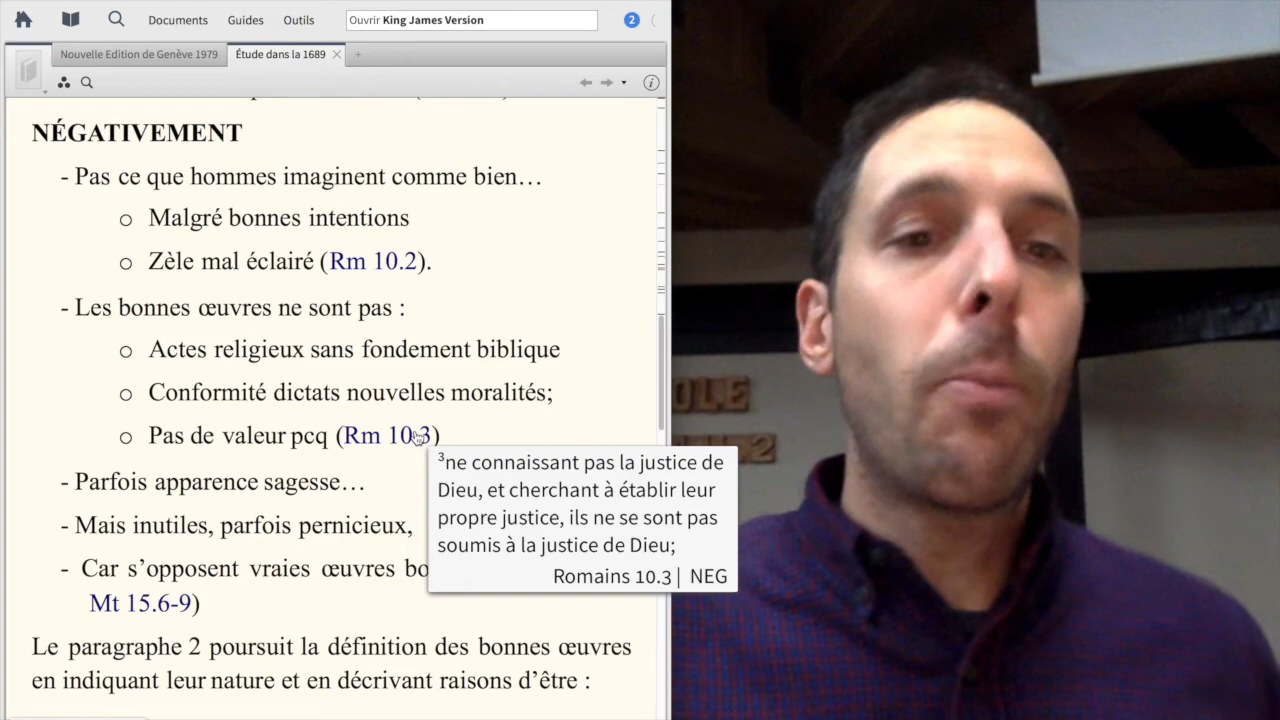 Documents Guides Outils Ouvrir King James Version 2
Nouvelle Edition de Genève 1979 Étude dans la 1689
NÉGATIVEMENT
- Pas ce que hommes imaginent comme bien…
o Malgré bonnes intentions
o Zèle mal éclairé (Rm 10.2).
- Les bonnes œuvres ne sont pas :
o Actes religieux sans fondement biblique
o Conformité dictats nouvelles moralités;
o Pas de valeur pcq (Rm 10.3)
- Parfois apparence sagesse…
- Mais inutiles, parfois pernicieux,
- Car s’opposent vraies œuvres
Mt 15.6-9)
Le paragraphe 2 poursuit la définition des bonnes œuvres
en indiquant leur nature et en décrivant raisons d’être :
3ne connaissant pas la justice de
Dieu, et cherchant à établir leur
propre justice, ils ne se sont pas
soumis à la justice de Dieu;
Romains 10.3 | NEG
OLE
2